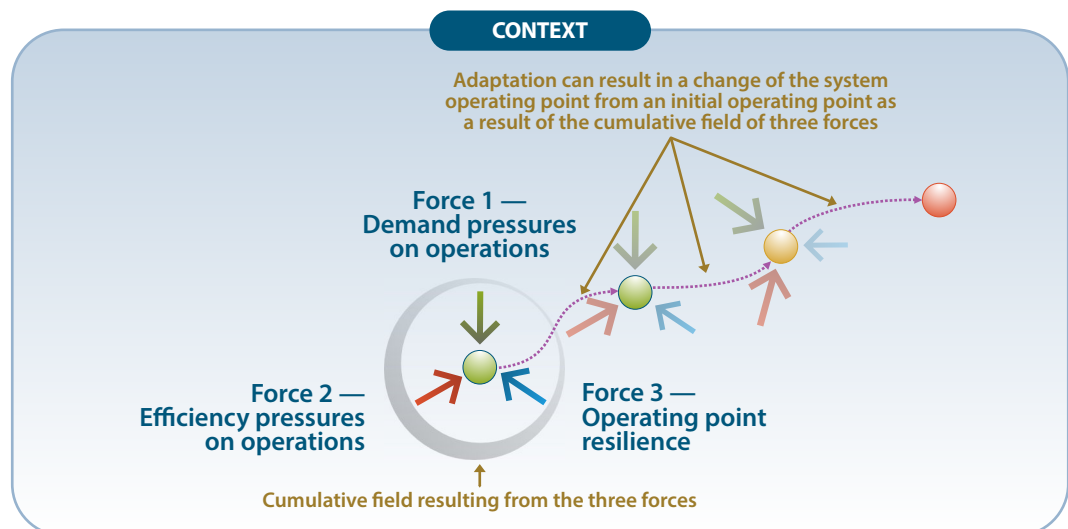 CONTEXT
Adaptation can result in a change of the system
operating point from an initial operating point as
a result of the cumulative field of three forces
Force 1 —
Demand pressures
on operations
Force 2 —
Efficiency pressures
on operations
Force 3 —
Operating point
resilience
Cumulative field resulting from the three forces